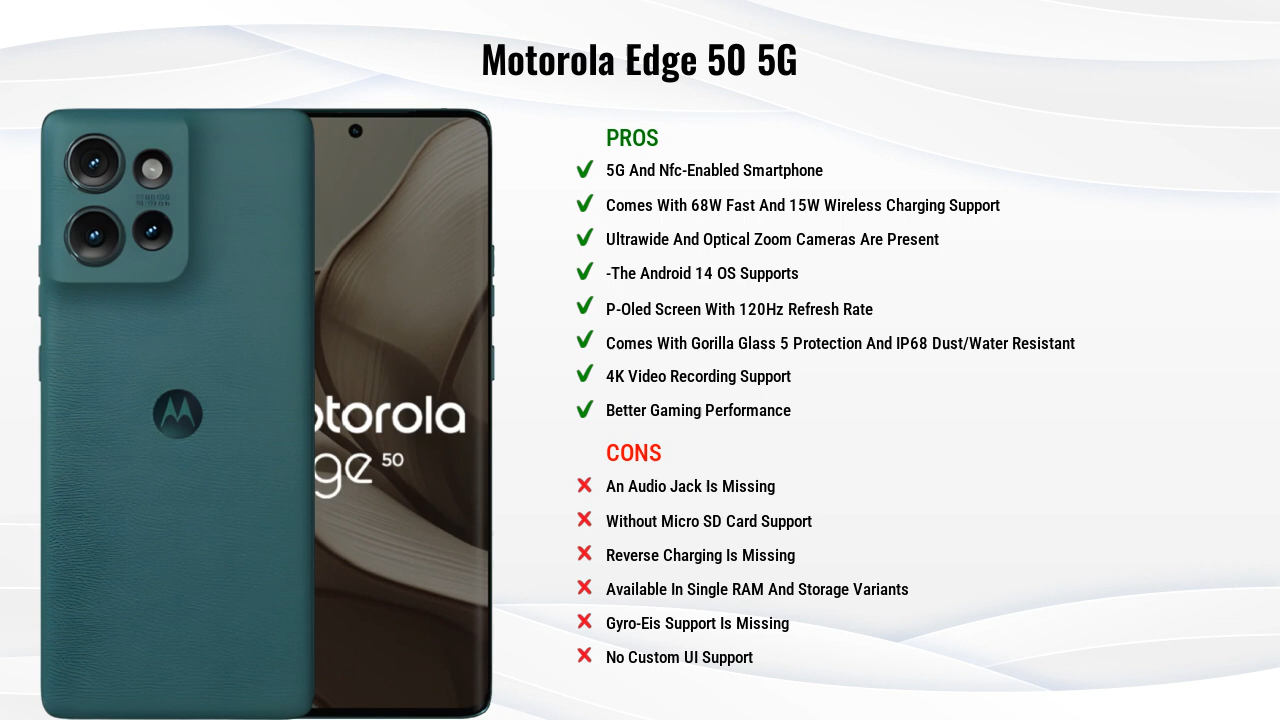 Motorola Edge 50 5G
PROS
5G And Nfc-Enabled Smartphone
Comes With 68W Fast And 15W Wireless Charging Support
Ultrawide And Optical Zoom Cameras Are Present
-The Android 14 OS Supports
P-Oled Screen With 120Hz Refresh Rate
Comes With Gorilla Glass 5 Protection And IP68 Dust/Water Resistant
4K Video Recording Support
Better Gaming Performance
CONS
An Audio Jack Is Missing
Without Micro SD Card Support
Reverse Charging Is Missing
Available In Single RAM And Storage Variants
Gyro-Eis Support Is Missing
No Custom UI Support
otorola
ge 50